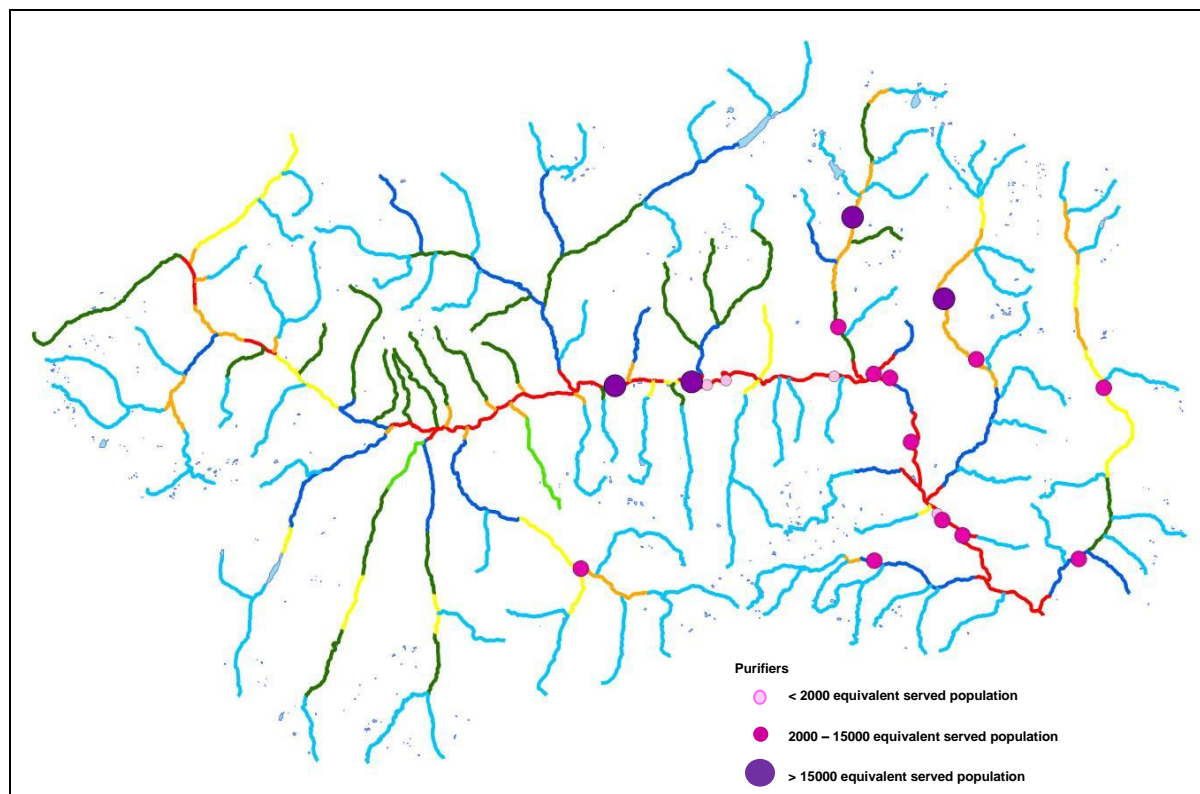 Purifiers
< 2000 equivalent served population
2000 – 15000 equivalent served population
> 15000 equivalent served population